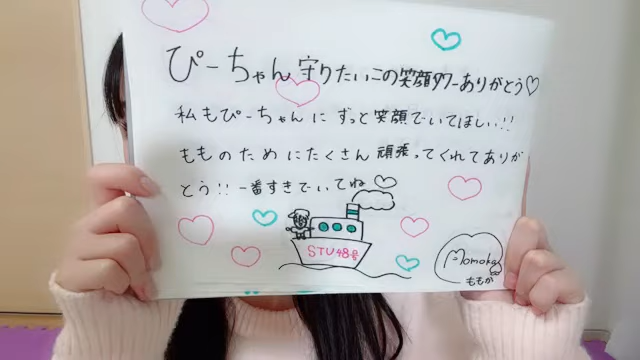 ぴーちゃん守りたいこの笑顔タワーありがとう♡
私もぴーちゃんにずっと笑顔でいてほしい!!
もものためにたくさん頑張ってくれてありが
とう!!一番すきでいてね♡
STU48号
Momoka
ももか